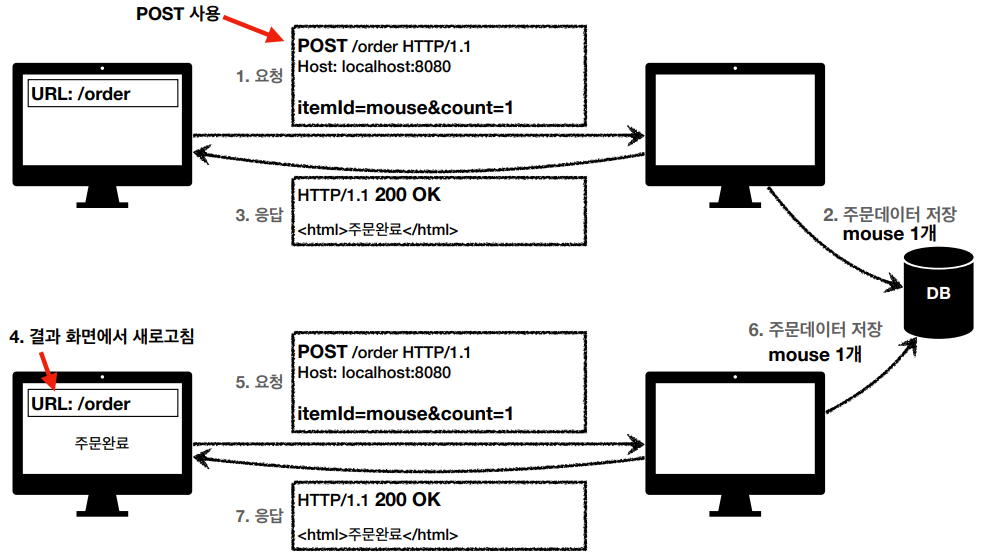 POST 사용
POST /order HTTP/1.1
Host: localhost:8080
1. 요청
itemId=mouse&count=1
URL: /order
HTTP/1.1 200 OK
3. 응답
<html>주문완료</html>
2. 주문데이터 저장
mouse 1개
DB
4. 결과 화면에서 새로고침
POST /order HTTP/1.1
Host: localhost:8080
5. 요청
itemId=mouse&count=1
URL: /order
주문완료
6. 주문데이터 저장
mouse 1개
HTTP/1.1 200 OK
7. 응답
<html>주문완료</html>